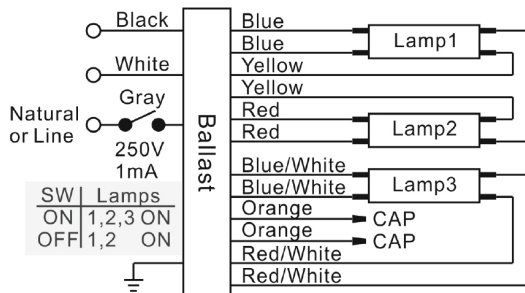 Black
White
Gray
Natural
or Line
250V
1mA
SW Lamps
ON 1,2,3 ON
OFF 1,2 ON
Ballast
Blue
Blue
Yellow
Yellow
Red
Red
Blue/White
Blue/White
Orange
Orange
Red/White
Red/White
Lamp1
Lamp2
Lamp3
CAP
CAP